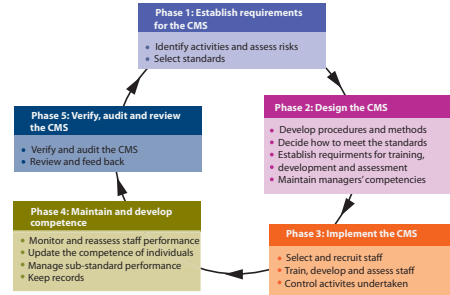 Phase 1: Establish requirements
for the CMS
• Identify activities and assess risks
• Select standards
Phase 2: Design the CMS
• Develop procedures and methods
• Decide how to meet the standards
• Establish requirments for training,
• development and assessment
• Maintain managers' competencies
Phase 3: Implement the CMS
• Select and recruit staff
• Train, develop and assess staff
• Control activites undertaken
Phase 4: Maintain and develop
competence
• Monitor and reassess staff performance
• Update the competence of individuals
• Manage sub-standard performance
• Keep records
Phase 5: Verify, audit and review
the CMS
• Verify and audit the CMS
• Review and feed back